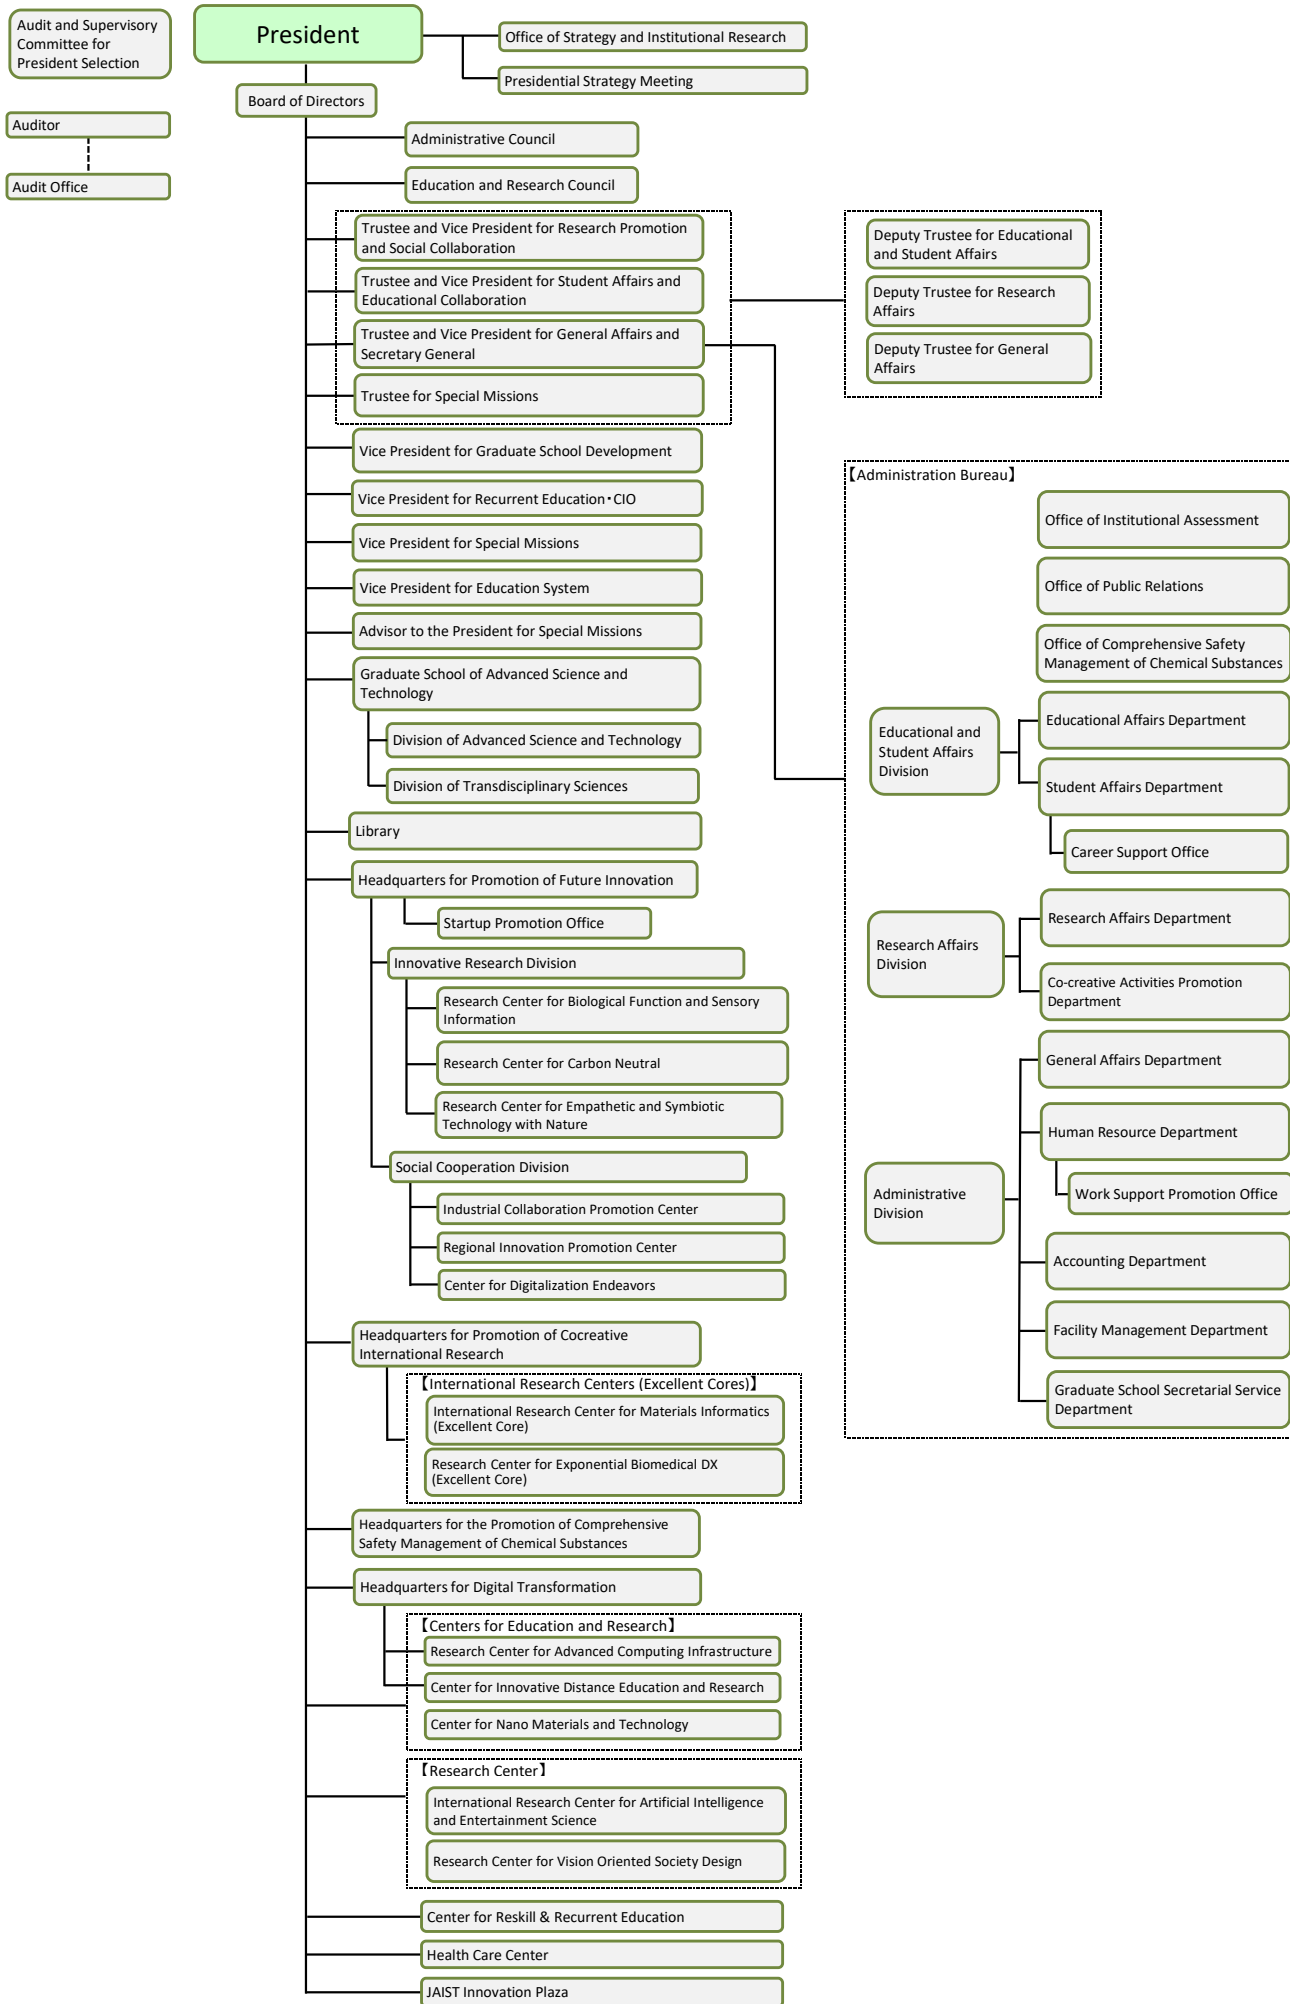 Audit and Supervisory
Committee for
President Selection
President
Office of Strategy and Institutional Research
Presidential Strategy Meeting
Board of Directors
Auditor
Audit Office
Administrative Council
Education and Research Council
Trustee and Vice President for Research Promotion
and Social Collaboration
Trustee and Vice President for Student Affairs and
Educational Collaboration
Trustee and Vice President for General Affairs and
Secretary General
Trustee for Special Missions
Deputy Trustee for Educational
and Student Affairs
Deputy Trustee for Research
Affairs
Deputy Trustee for General
Affairs
Vice President for Graduate School Development
Vice President for Recurrent Education・CIO
Vice President for Special Missions
Vice President for Education System
Advisor to the President for Special Missions
Graduate School of Advanced Science and
Technology
Division of Advanced Science and Technology
Division of Transdisciplinary Sciences
Library
Headquarters for Promotion of Future Innovation
Startup Promotion Office
Innovative Research Division
Research Center for Biological Function and Sensory
Information
Research Center for Carbon Neutral
Research Center for Empathetic and Symbiotic
Technology with Nature
Social Cooperation Division
Industrial Collaboration Promotion Center
Regional Innovation Promotion Center
Center for Digitalization Endeavors
Headquarters for Promotion of Cocreative
International Research
【International Research Centers (Excellent Cores)】
International Research Center for Materials Informatics
(Excellent Core)
Research Center for Exponential Biomedical DX
(Excellent Core)
Headquarters for the Promotion of Comprehensive
Safety Management of Chemical Substances
Headquarters for Digital Transformation
【Centers for Education and Research】
Research Center for Advanced Computing Infrastructure
Center for Innovative Distance Education and Research
Center for Nano Materials and Technology
【Research Center】
International Research Center for Artificial Intelligence
and Entertainment Science
Research Center for Vision Oriented Society Design
Center for Reskill & Recurrent Education
Health Care Center
JAIST Innovation Plaza
【Administration Bureau】
Office of Institutional Assessment
Office of Public Relations
Office of Comprehensive Safety
Management of Chemical Substances
Educational and
Student Affairs
Division
Educational Affairs Department
Student Affairs Department
Career Support Office
Research Affairs
Division
Research Affairs Department
Co-creative Activities Promotion
Department
Administrative
Division
General Affairs Department
Human Resource Department
Work Support Promotion Office
Accounting Department
Facility Management Department
Graduate School Secretarial Service
Department